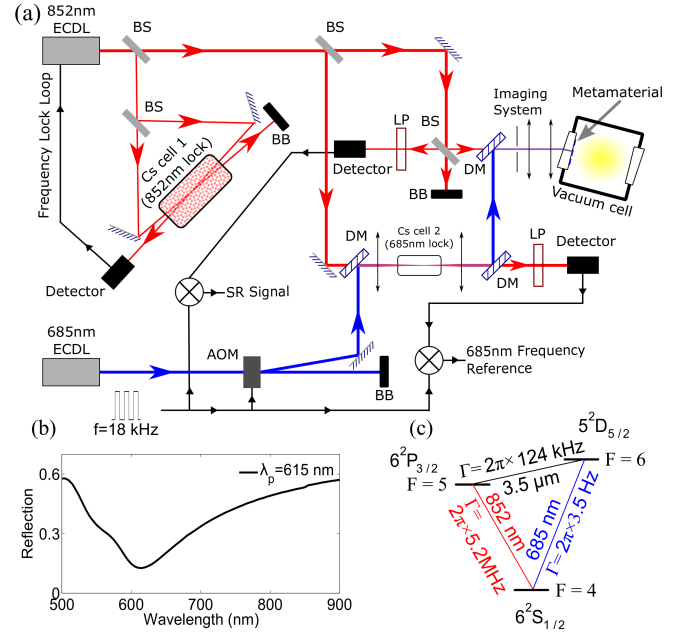 (a)
852nm
ECDL
BS
BS
BS
Frequency Lock Loop
Cs cell 1
(852nm lock)
BB
Detector
Detector
LP
BS
BB
DM
Imaging
System
Metamaterial
Vacuum cell
DM
Cs cell 2
(685nm lock)
DM
LP
Detector
SR Signal
685nm
ECDL
AOM
BB
685nm Frequency
Reference
f=18 kHz
(b)
λp=615 nm
Reflection
0.6
0.3
0
500
600
700
800
900
Wavelength (nm)
(c)
5²D₅/₂
6²P₃/₂
Γ=2π×124 kHz
3.5 μm
F = 6
F = 5
852 nm
Γ=
2π×5.2MHz
685 nm
Γ=2π×3.5 Hz
F = 4
6²S₁/₂